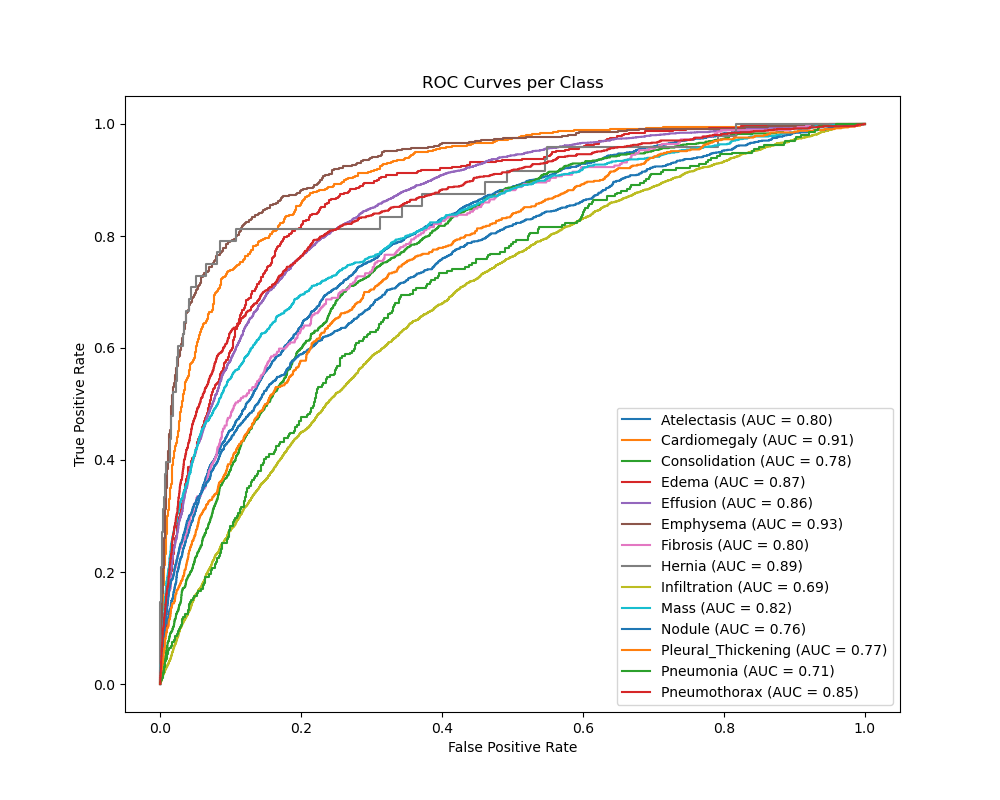 ROC Curves per Class
True Positive Rate
1.0
0.8
0.6
0.4
0.2
0.0
Atelectasis (AUC = 0.80)
Cardiomegaly (AUC = 0.91)
Consolidation (AUC = 0.78)
Edema (AUC = 0.87)
Effusion (AUC = 0.86)
Emphysema (AUC = 0.93)
Fibrosis (AUC = 0.80)
Hernia (AUC = 0.89)
Infiltration (AUC = 0.69)
Mass (AUC = 0.82)
Nodule (AUC = 0.76)
Pleural_Thickening (AUC = 0.77)
Pneumonia (AUC = 0.71)
Pneumothorax (AUC = 0.85)
0.0 0.2 0.4 0.6 0.8 1.0
False Positive Rate